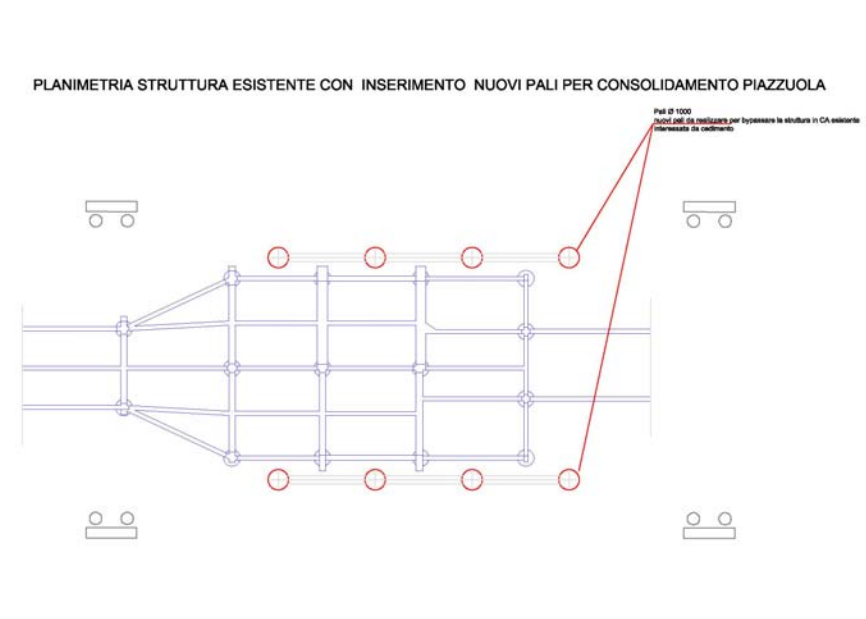 PLANIMETRIA STRUTTURA ESISTENTE CON INSERIMENTO NUOVI PALI PER CONSOLIDAMENTO PIAZZUOLA
Pali Ø 1000
nuovi pali da realizzare per bypassare la struttura in CA esistente
interessata da cedimento